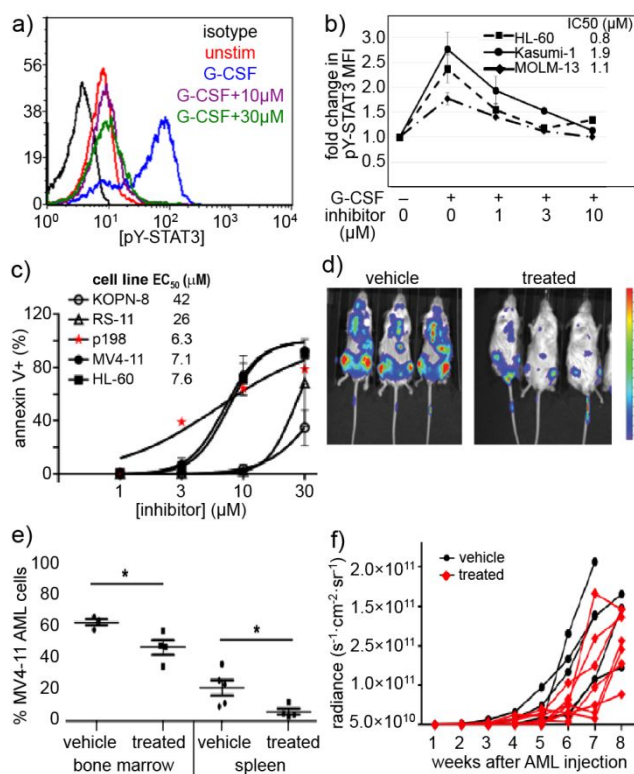 a)
isotype
unstim
G-CSF
G-CSF+10μM
G-CSF+30μM
56
48
38
29
19
0
10⁰ 10¹ 10² 10³ 10⁴
[pY-STAT3]
b)
IC50 (μM)
HL-60 0.8
Kasumi-1 1.9
MOLM-13 1.1
fold change in
pY-STAT3 MFI
3.0
2.5
2.0
1.5
1.0
G-CSF – + + + +
inhibitor 0 0 1 3 10
(μM)
c)
cell line EC50 (μM)
KOPN-8 42
RS-11 26
p198 6.3
MV4-11 7.1
HL-60 7.6
annexin V+ (%)
120
80
40
0
1 3 10 30
[inhibitor] (μM)
d)
vehicle treated
e)
% MV4-11 AML cells
100
80
60
40
20
0
* *
vehicle treated vehicle treated
bone marrow spleen
f)
vehicle
treated
radiance (s⁻¹·cm⁻²·sr⁻¹)
2.0×10¹¹
1.5×10¹¹
2.5×10¹¹
1.0×10¹¹
5.0×10¹⁰
1 2 3 4 5 6 7 8
weeks after AML injection